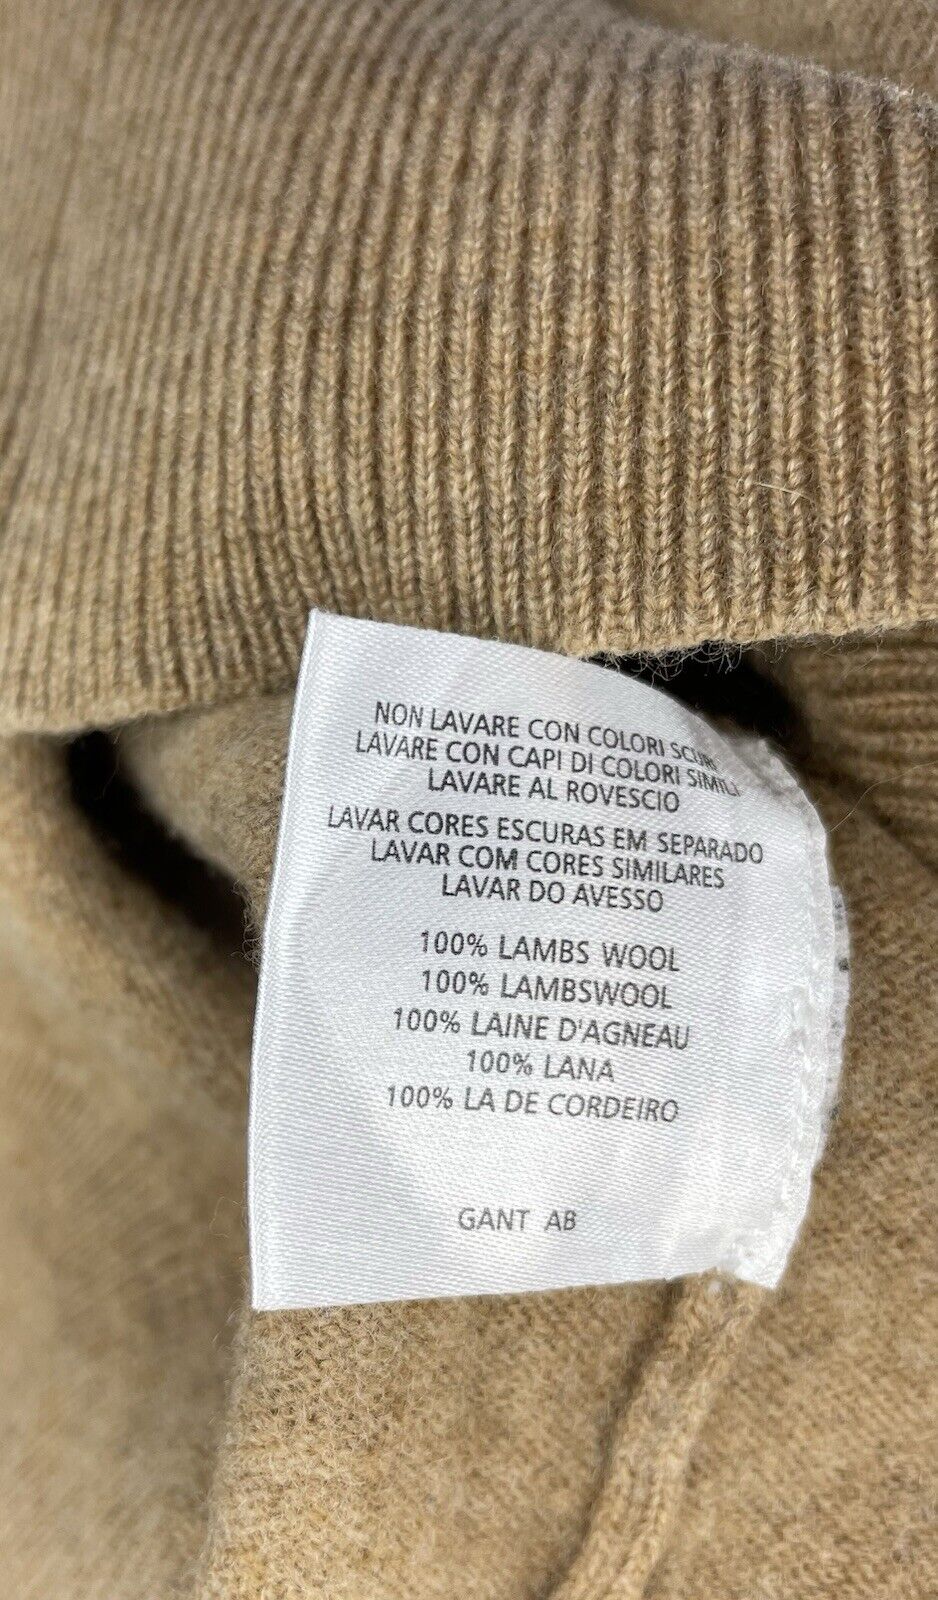 NON LAVARE CON COLORI SCURI
LAVARE CON CAPI DI COLORI SIMILI
LAVARE AL ROVESCIO
LAVAR CORES ESCURAS EM SEPARADO
LAVAR COM CORES SIMILARES
LAVAR DO AVESSO
100% LAMBS WOOL
100% LAMBSWOOL
100% LAINE D'AGNEAU
100% LANA
100% LA DE CORDEIRO
GANT AB